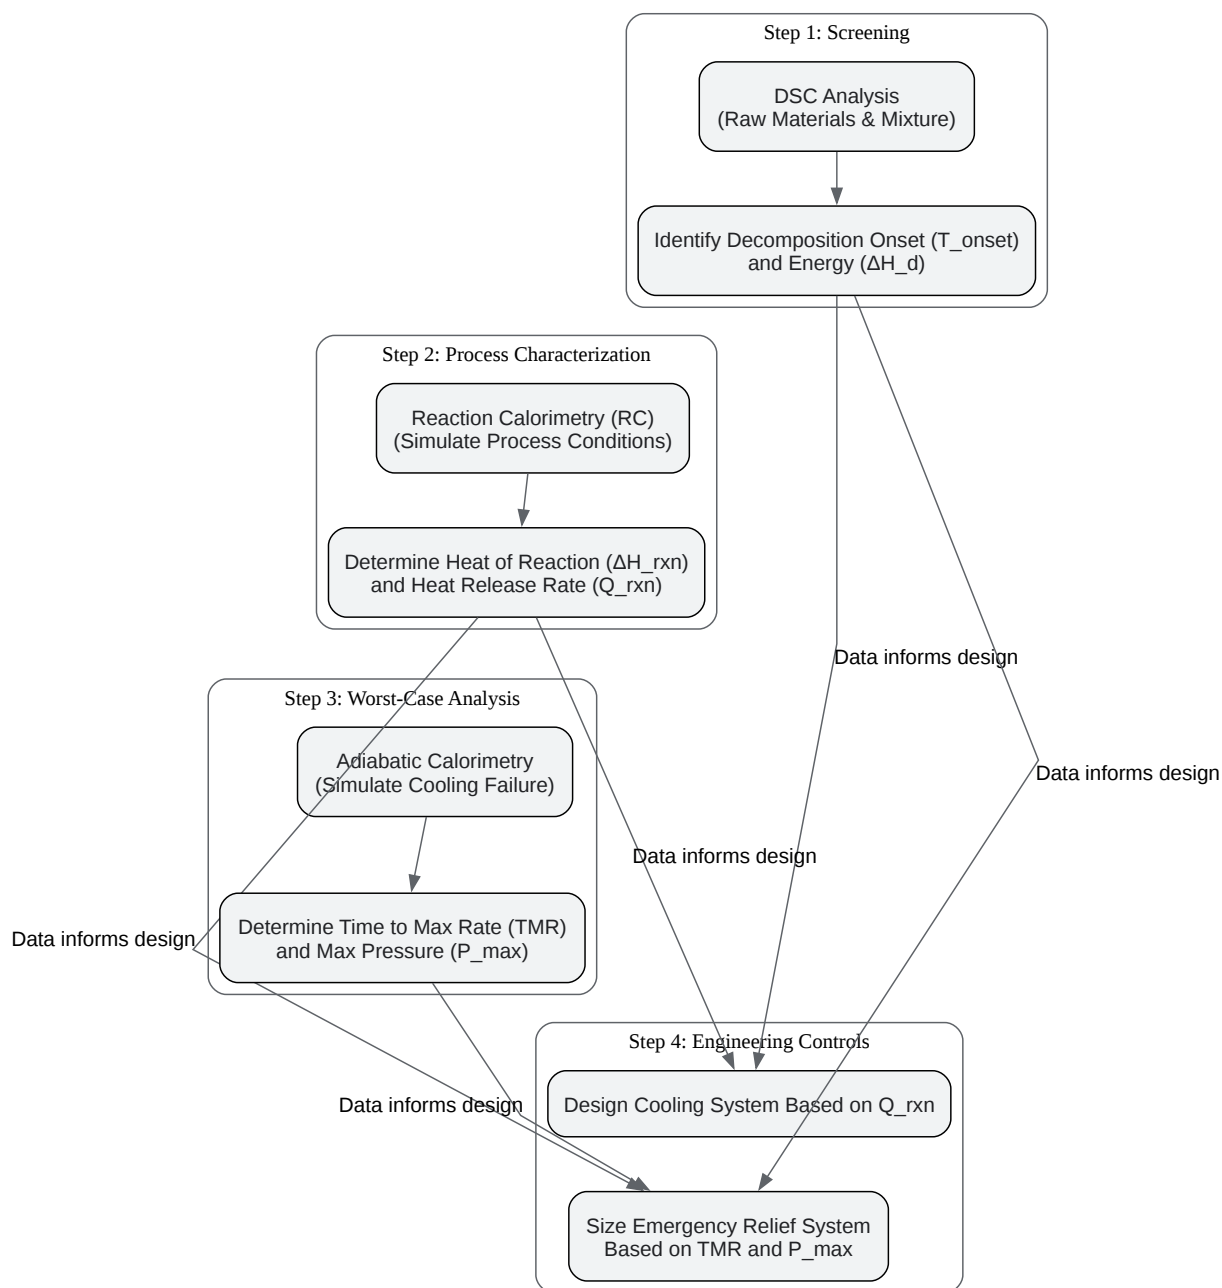 Step 1: Screening
DSC Analysis
(Raw Materials & Mixture)
Identify Decomposition Onset (T_onset)
and Energy (ΔH_d)
Step 2: Process Characterization
Reaction Calorimetry (RC)
(Simulate Process Conditions)
Determine Heat of Reaction (ΔH_rxn)
and Heat Release Rate (Q_rxn)
Data informs design
Step 3: Worst-Case Analysis
Adiabatic Calorimetry
(Simulate Cooling Failure)
Data informs design
Data informs design
Determine Time to Max Rate (TMR)
and Max Pressure (P_max)
Data informs design
Step 4: Engineering Controls
Design Cooling System Based on Q_rxn
Data informs design
Size Emergency Relief System
Based on TMR and P_max